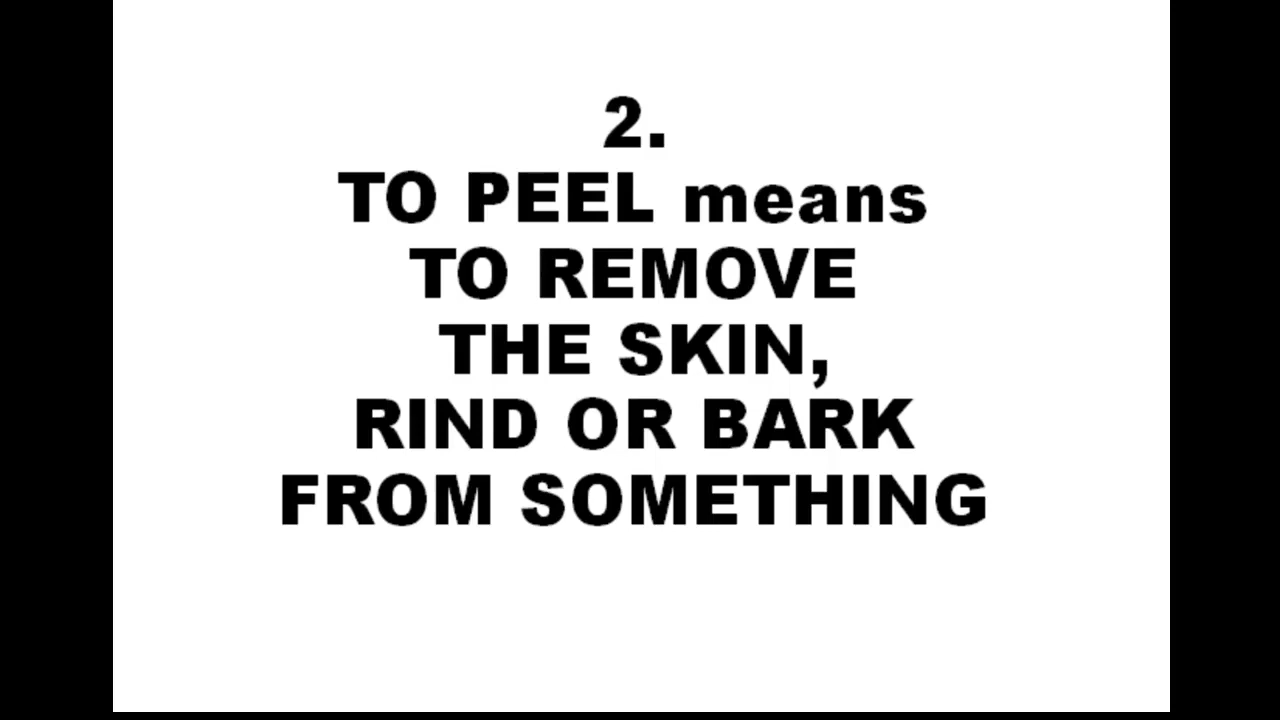 2.
TO PEEL means
TO REMOVE
THE SKIN,
RIND OR BARK
FROM SOMETHING